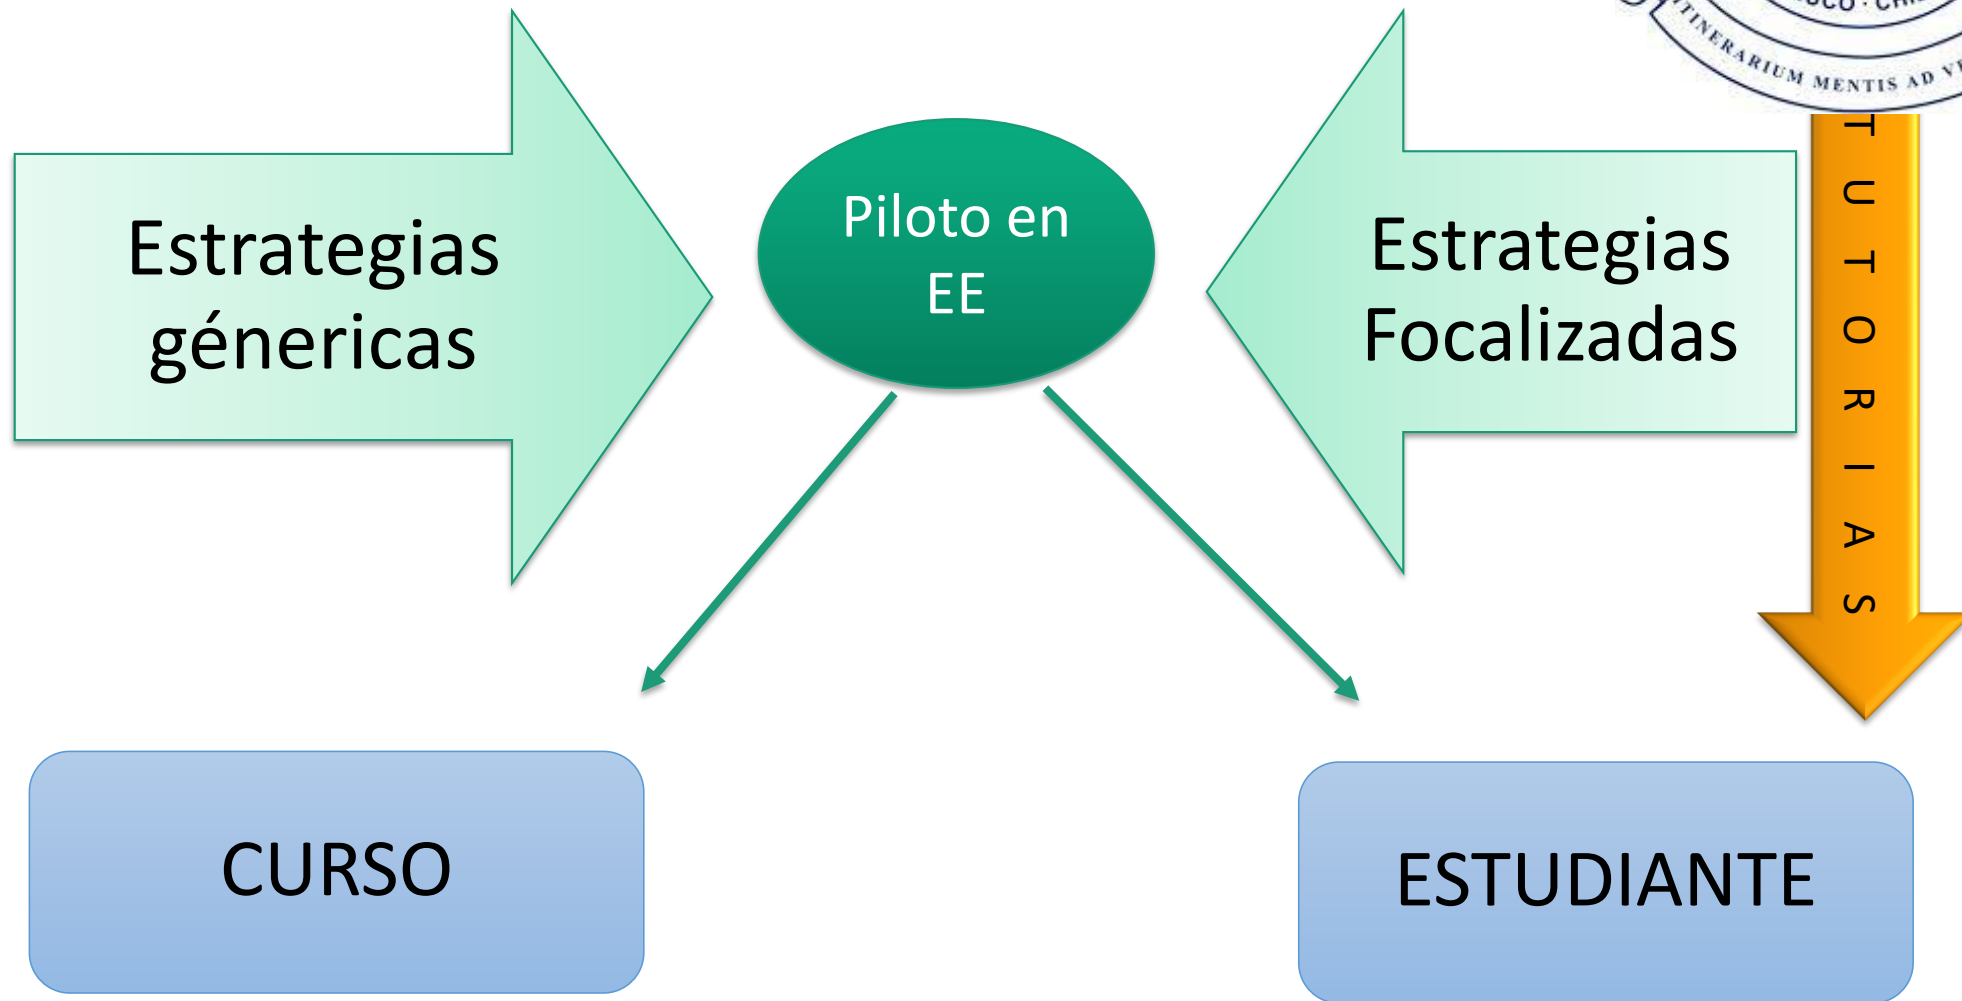 Estrategias
génericas
Piloto en
EE
Estrategias
Focalizadas
TUTORIAS
CURSO
ESTUDIANTE
ITINERARIUM MENTIS AD